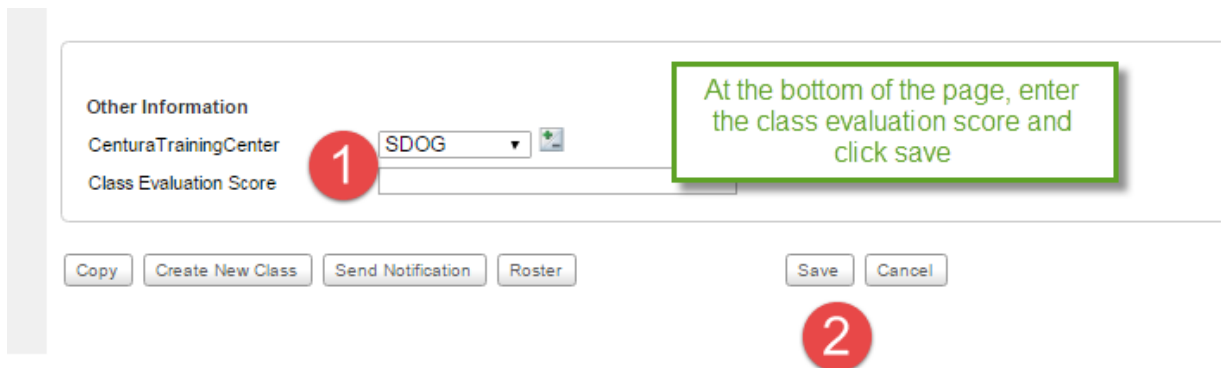 Other Information
At the bottom of the page, enter
the class evaluation score and
click save
CenturaTrainingCenter
SDOG
1
Class Evaluation Score
Copy
Create New Class
Send Notification
Roster
Save
Cancel
2